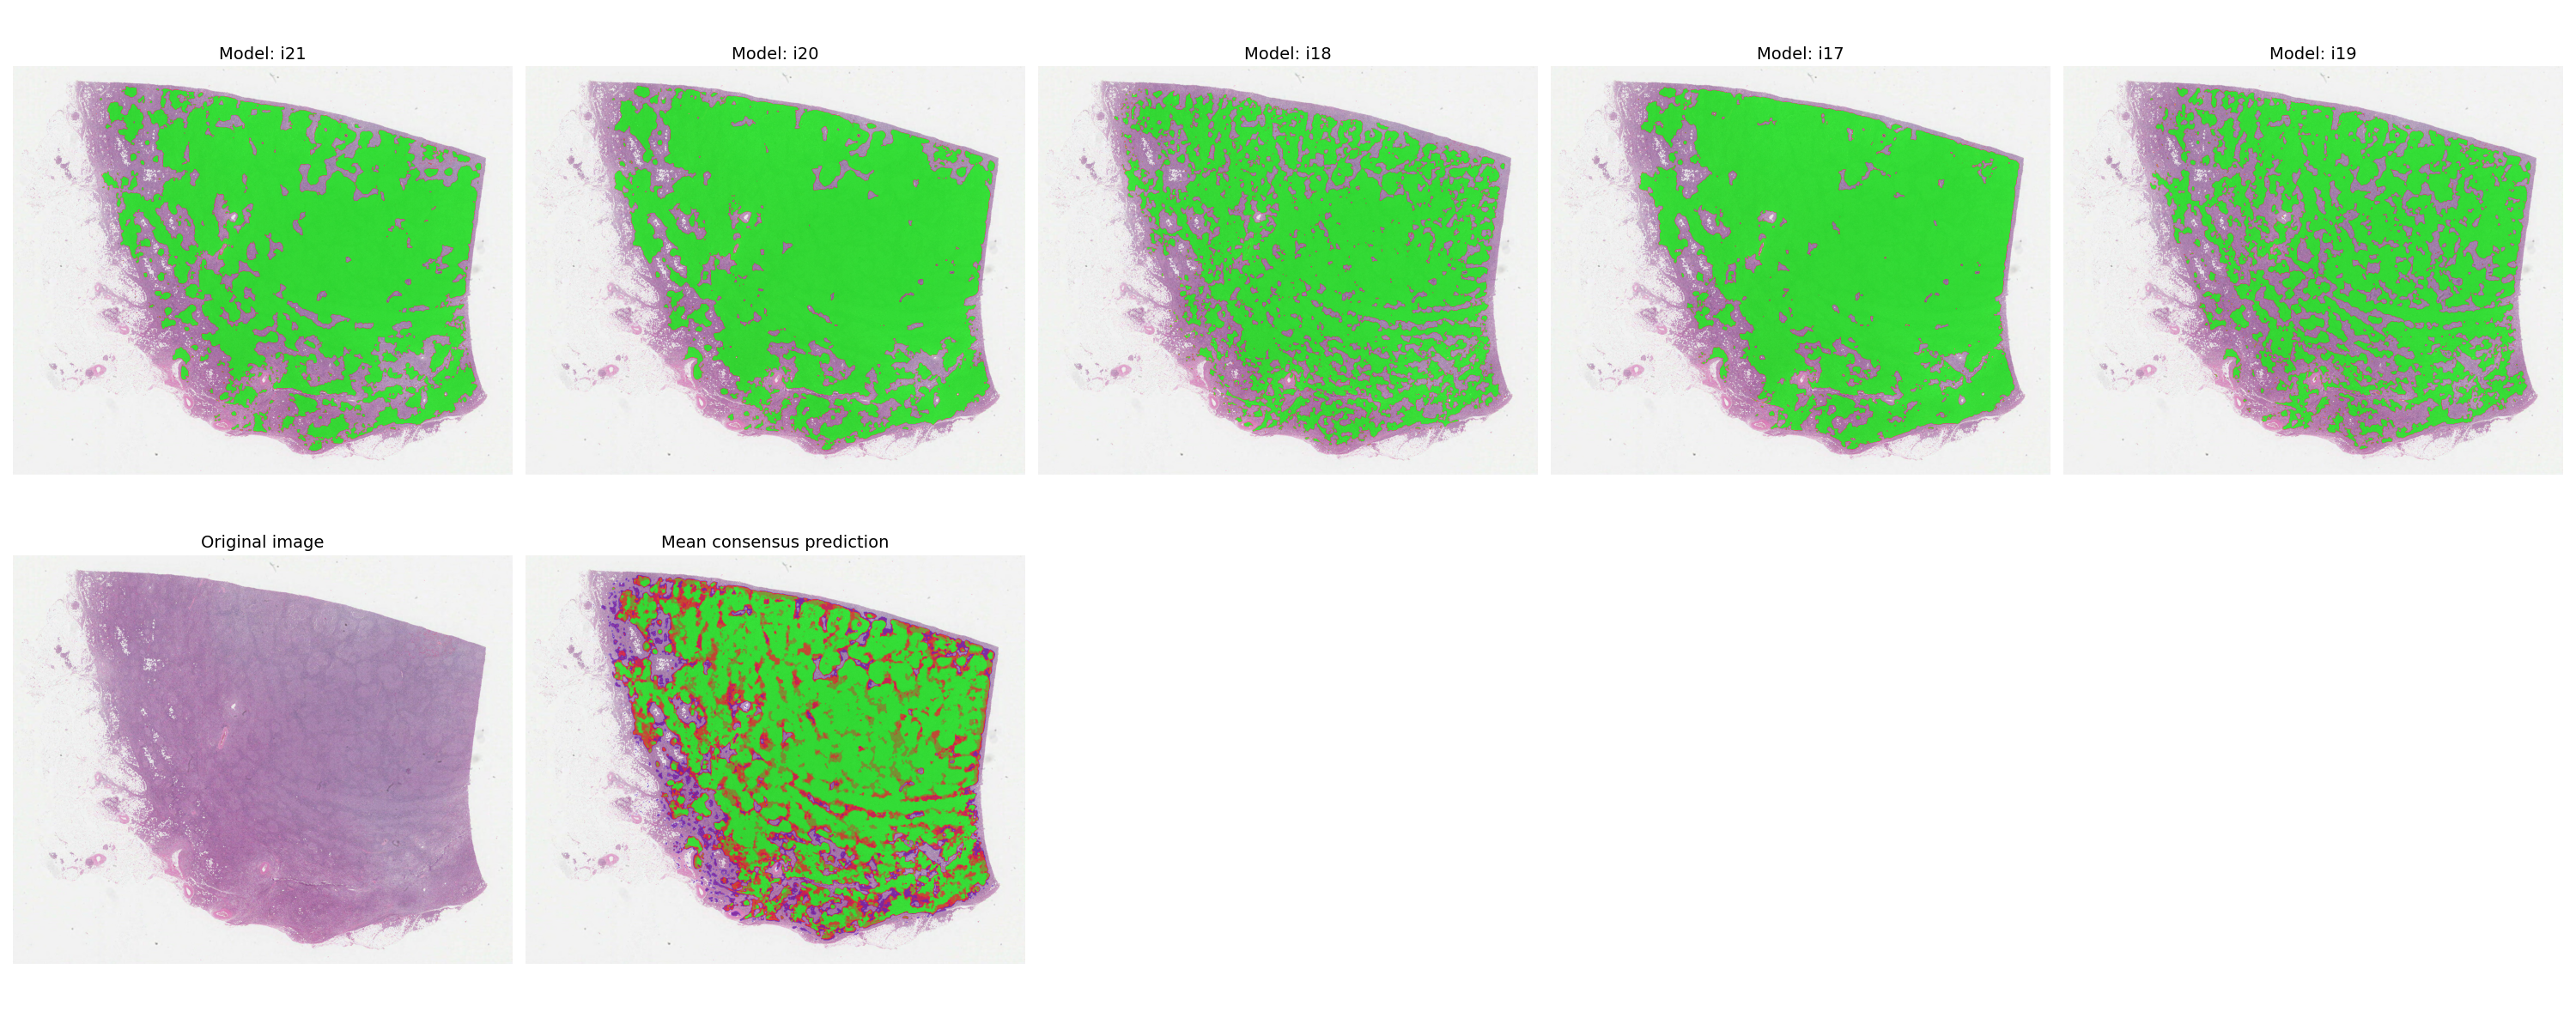 Model: i21
Model: i20
Model: i18
Model: i17
Model: i19
Original image
Mean consensus prediction